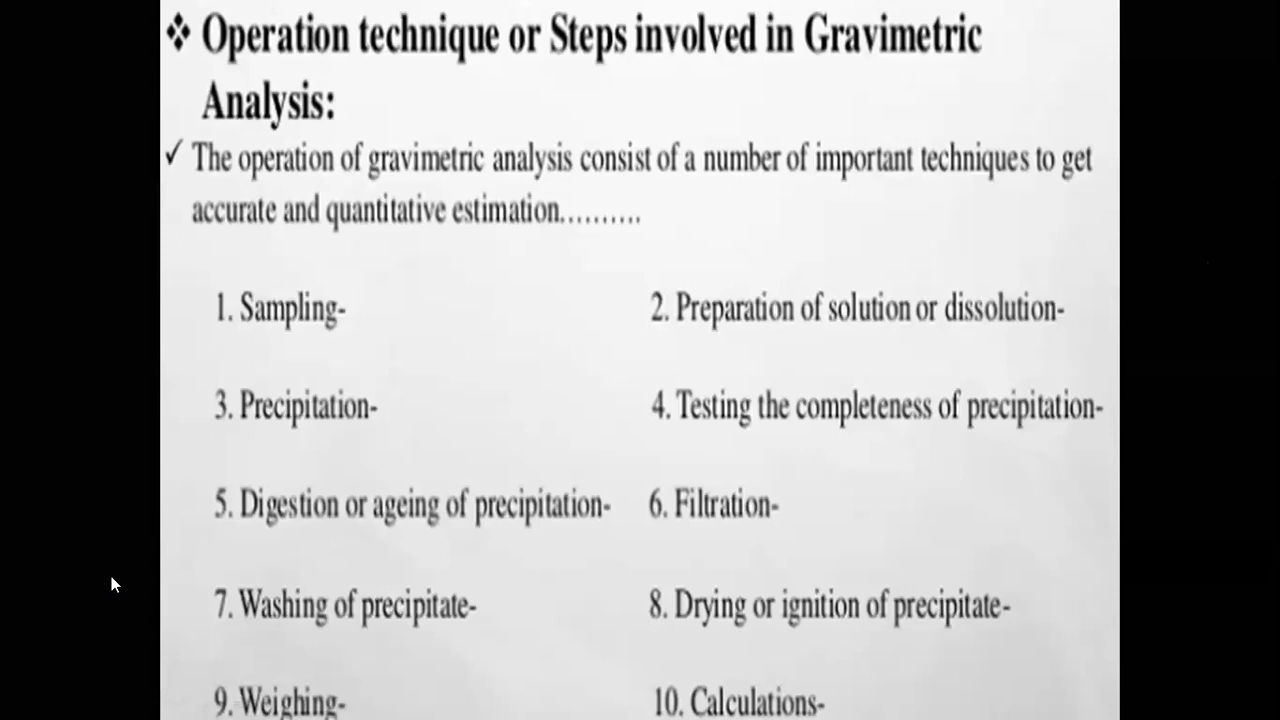 ❖ Operation technique or Steps involved in Gravimetric
Analysis:
✓ The operation of gravimetric analysis consist of a number of important techniques to get
accurate and quantitative estimation..........
1. Sampling-
2. Preparation of solution or dissolution-
3. Precipitation-
4. Testing the completeness of precipitation-
5. Digestion or ageing of precipitation-
6. Filtration-
7. Washing of precipitate-
8. Drying or ignition of precipitate-
9. Weighing-
10. Calculations-